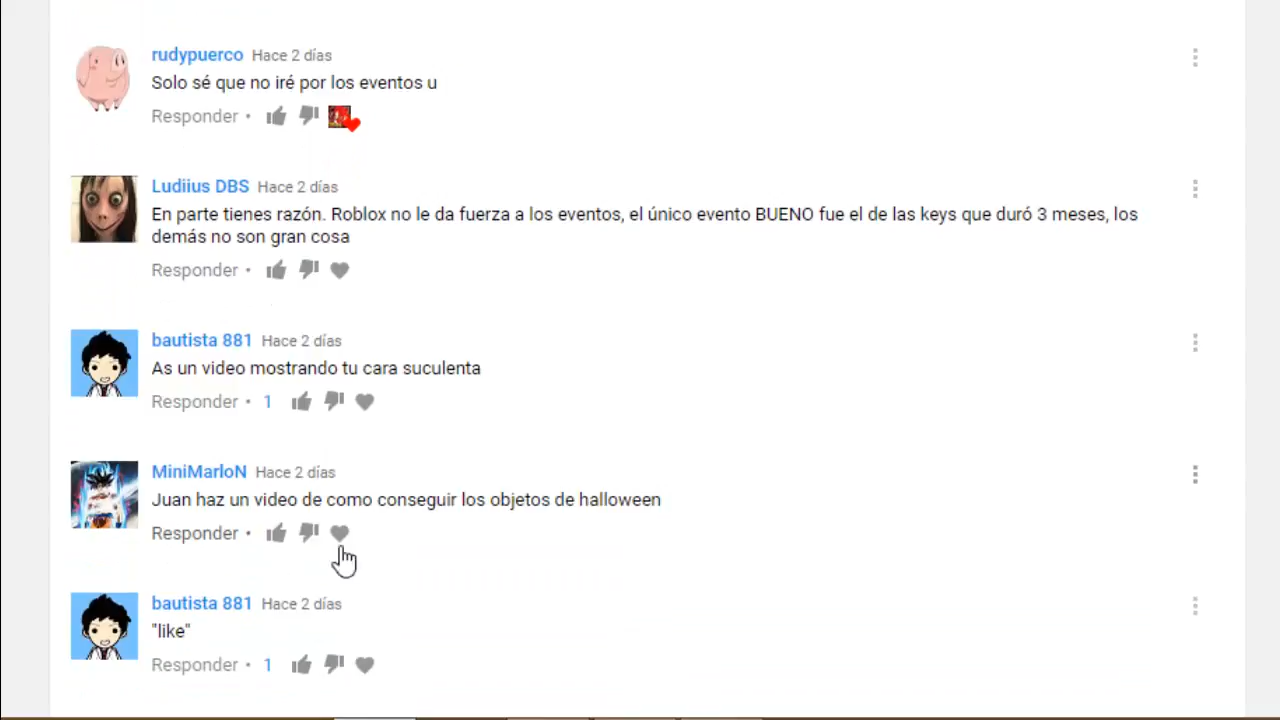 rudypuerco Hace 2 días
Solo sé que no iré por los eventos u
Responder •
Ludiius DBS Hace 2 días
En parte tienes razón. Roblox no le da fuerza a los eventos, el único evento BUENO fue el de las keys que duró 3 meses, los
demás no son gran cosa
Responder •
bautista 881 Hace 2 días
As un video mostrando tu cara suculenta
Responder • 1
MiniMarloN Hace 2 días
Juan haz un video de como conseguir los objetos de halloween
Responder •
bautista 881 Hace 2 días
"like"
Responder • 1